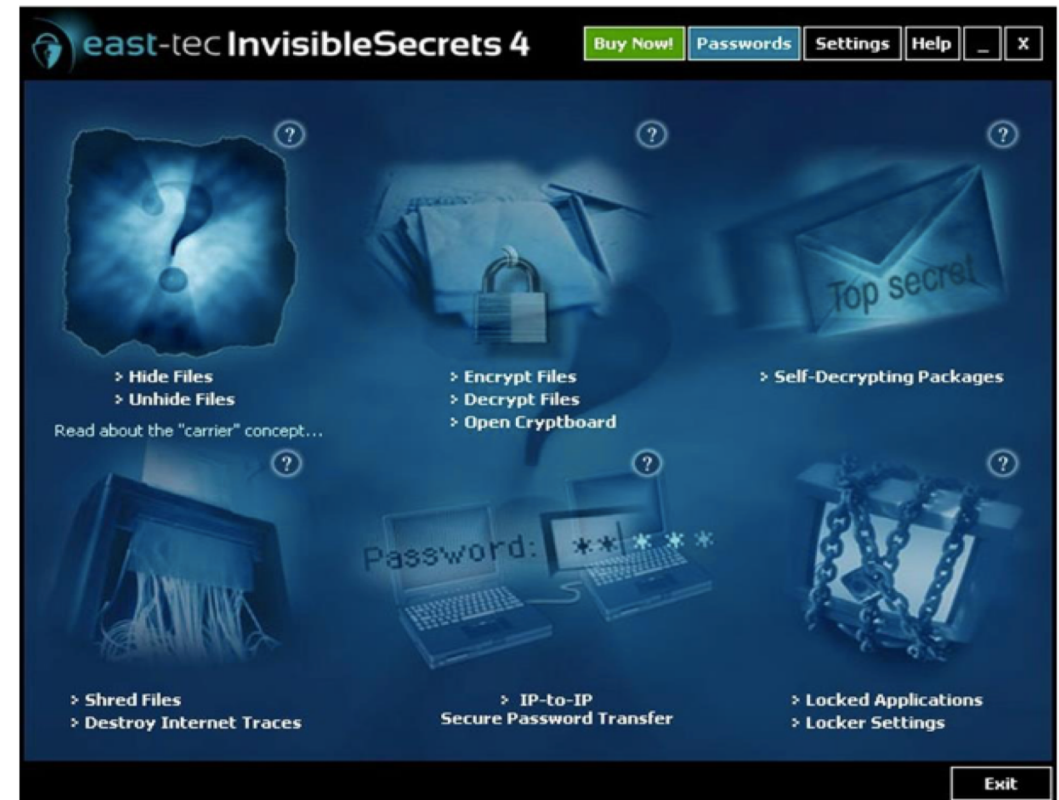 east-tec InvisibleSecrets 4
Buy Now! Passwords Settings Help _ X
? ? ?
Top secret
> Hide Files
> Unhide Files
Read about the "carrier" concept...
> Encrypt Files
> Decrypt Files
> Open Cryptboard
> Self-Decrypting Packages
? ? ?
Password: ** ***
> Shred Files
> Destroy Internet Traces
> IP-to-IP
Secure Password Transfer
> Locked Applications
> Locker Settings
Exit